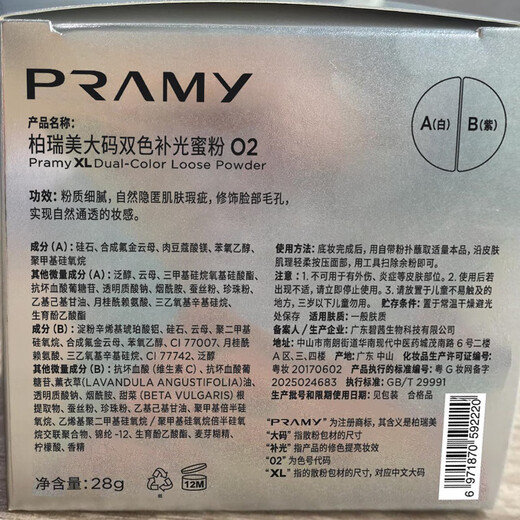 PRAMY
A(白)
B(紫)
产品名称:
柏瑞美大码双色补光蜜粉 02
Pramy XL Dual-Color Loose Powder
功效: 粉质细腻, 自然隐匿肌肤瑕疵, 修饰脸部毛孔,
实现自然通透的妆感。
成分(A): 硅石、合成氟金云母、肉豆蔻酸镁、苯氧乙醇、
聚甲基硅氧烷
其他微量成分(A): 泛醇、云母、三甲基硅烷氧基硅酸酯、
抗坏血酸葡糖苷、透明质酸钠、烟酰胺、蚕丝粉、珍珠粉、
乙基己基甘油、月桂酰赖氨酸、三乙氧基辛基硅烷、
生育酚乙酸酯
成分(B): 淀粉辛烯基琥珀酸铝、硅石、云母、聚二甲基
硅氧烷、合成氟金云母、苯氧乙醇、CI 77007、月桂酰
赖氨酸、三乙氧基辛基硅烷、CI 77742、泛醇
其他微量成分(B): 抗坏血酸(维生素C)、抗坏血酸葡
糖苷、薰衣草(LAVANDULA ANGUSTIFOLIA)油、
透明质酸钠、烟酰胺、甜菜(BETA VULGARIS)根
提取物、蚕丝粉、珍珠粉、乙基己基甘油、聚甲基倍半硅
氧烷、乙烯基聚二甲基硅氧烷/聚甲基硅氧烷倍半硅氧
烷交联聚合物、锦纶-12、生育酚乙酸酯、麦芽糊精、
柠檬酸、香精
净含量: 28g
12M
使用方法: 底妆完成后, 用自带粉扑蘸取适量本品, 沿皮肤
肌理轻柔按压面部, 用工具扫除余粉即可。
注意: 1. 不可用于有外伤、炎症等皮肤部位。2. 使用后若出
现不适, 请立即停止使用。3. 请放置于儿童不易触及的
地方, 三岁以下儿童勿用。 贮存条件: 置于常温干燥避光
处保存 适用肤质: 一般肤质
备案人/生产企业: 广东碧茜生物科技有限公司
地址: 中山市南朗街道华南现代中医药城茂南路6号二楼
A区、三、四楼 产地: 广东 中山 化妆品生产许可证编号:
粤妆20170602 产品执行的标准编号: 粤G妆网备字
2025024683 执行标准: GB/T 29991
生产批号和限期使用日期: 见包装 合格品
"PRAMY" 为注册商标, 其含义是柏瑞美
"大码" 指散粉包材的尺寸
"补光" 指产品的修色提亮妆效
"02" 为色号代码
"XL" 指的散粉包材的尺寸, 对应中文大码
6 971870 592220